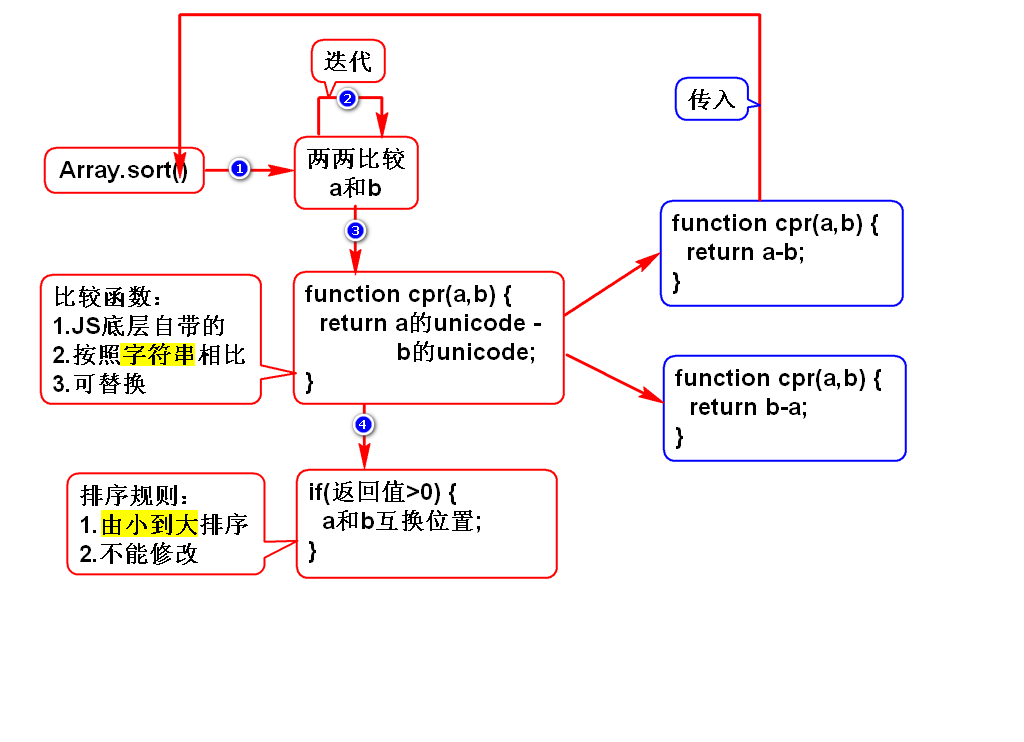 迭代
2
传入
Array.sort()
1
两两比较
a和b
3
function cpr(a,b) {
return a-b;
}
比较函数：
1.JS底层自带的
2.按照字符串相比
3.可替换
function cpr(a,b) {
return a的unicode -
b的unicode;
}
function cpr(a,b) {
return b-a;
}
4
排序规则：
1.由小到大排序
2.不能修改
if(返回值>0) {
a和b互换位置;
}